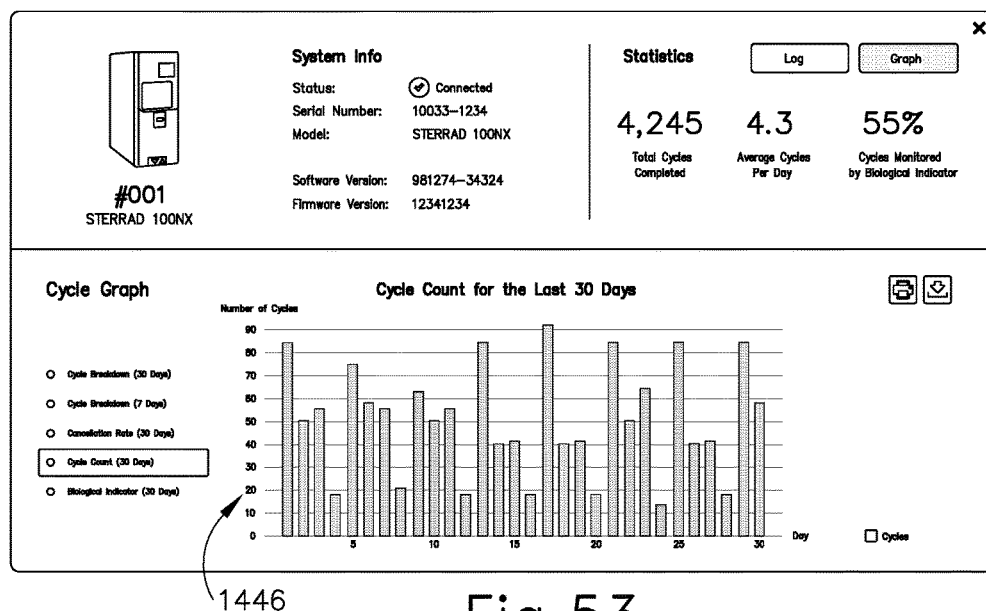 System Info
Status: Connected
Serial Number: 10033-1234
Model: STERRAD 100NX
Software Version: 981274-34324
Firmware Version: 12341234
#001
STERRAD 100NX
Statistics
Log
Graph
4,245
Total Cycles
Completed
4.3
Average Cycles
Per Day
55%
Cycles Monitored
by Biological Indicator
Cycle Graph
Cycle Breakdown (30 Days)
Cycle Breakdown (7 Days)
Cancellation Rate (30 Days)
Cycle Count (30 Days)
Biological Indicator (30 Days)
Cycle Count for the Last 30 Days
Number of Cycles
90
80
70
60
50
40
30
20
10
0
5 10 15 20 25 30 Day
Cycles
1446
Fig.53